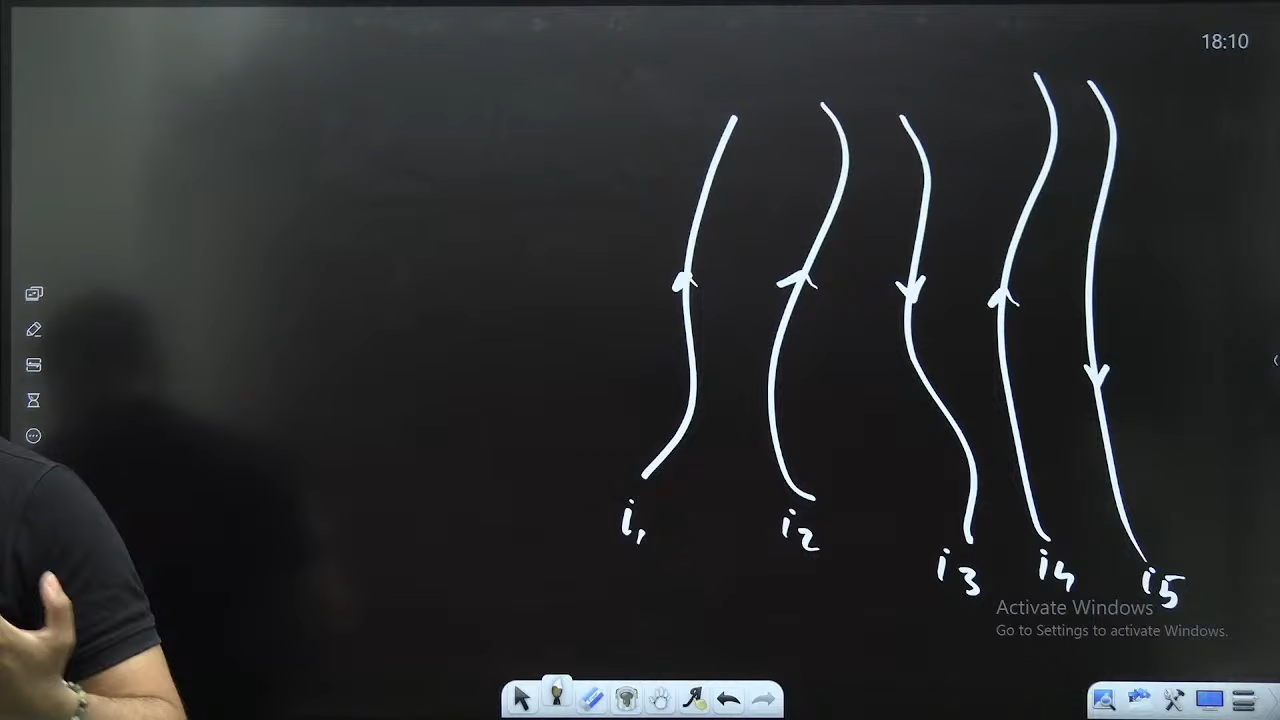 18:10
i1
i2
i3
i4
i5
Activate Windows
Go to Settings to activate Windows.